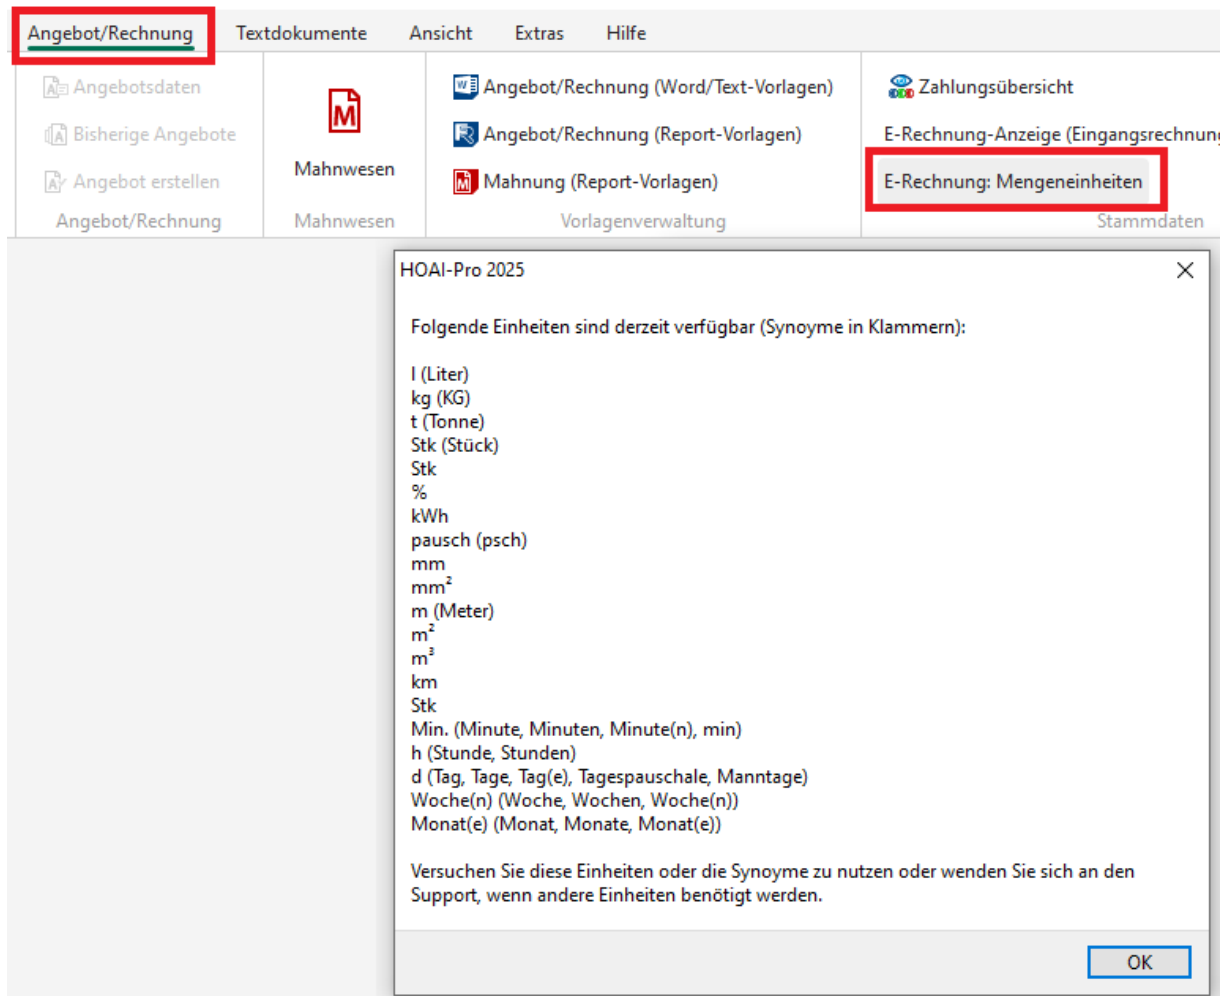 Angebot/Rechnung Textdokumente Ansicht Extras Hilfe
Angebotsdaten
Bisherige Angebote
Angebot erstellen
Angebot/Rechnung
Mahnwesen
Mahnwesen
Angebot/Rechnung (Word/Text-Vorlagen)
Angebot/Rechnung (Report-Vorlagen)
Mahnung (Report-Vorlagen)
Vorlagenverwaltung
Zahlungsübersicht
E-Rechnung-Anzeige (Eingangsrechnung
E-Rechnung: Mengeneinheiten
Stammdaten
HOAI-Pro 2025
Folgende Einheiten sind derzeit verfügbar (Synoyme in Klammern):
l (Liter)
kg (KG)
t (Tonne)
Stk (Stück)
Stk
%
kWh
pausch (psch)
mm
mm²
m (Meter)
m²
m³
km
Stk
Min. (Minute, Minuten, Minute(n), min)
h (Stunde, Stunden)
d (Tag, Tage, Tag(e), Tagespauschale, Manntage)
Woche(n) (Woche, Wochen, Woche(n))
Monat(e) (Monat, Monate, Monat(e))
Versuchen Sie diese Einheiten oder die Synoyme zu nutzen oder wenden Sie sich an den
Support, wenn andere Einheiten benötigt werden.
OK